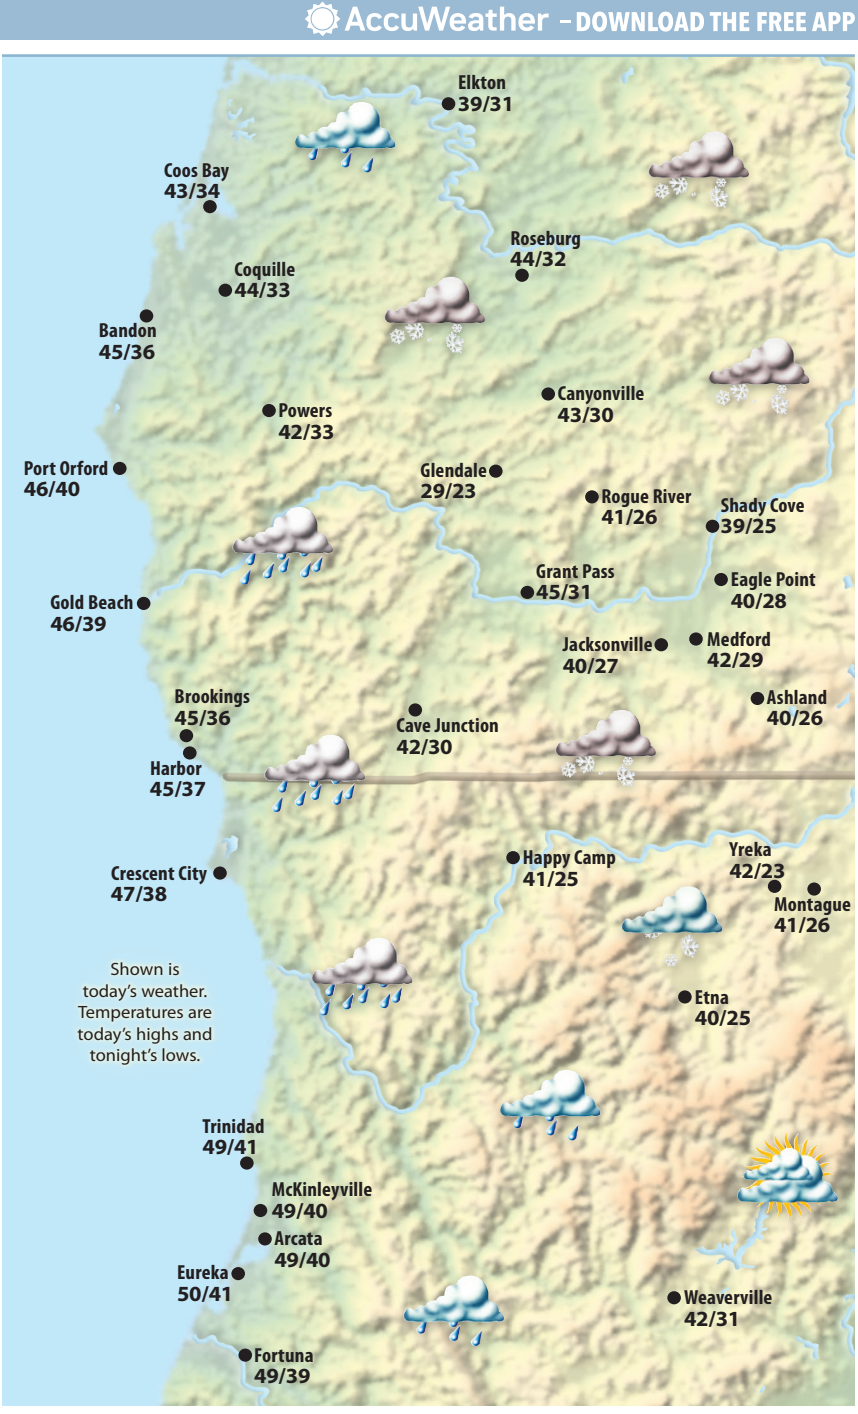 AccuWeather – DOWNLOAD THE FREE APP
Elkton
39/31
Coos Bay
43/34
Roseburg
44/32
Coquille
44/33
Bandon
45/36
Canyonville
43/30
Powers
42/33
Port Orford
46/40
Glendale
29/23
Rogue River
41/26
Shady Cove
39/25
Grant Pass
45/31
Eagle Point
40/28
Gold Beach
46/39
Jacksonville
40/27
Medford
42/29
Brookings
45/36
Ashland
40/26
Cave Junction
42/30
Harbor
45/37
Happy Camp
41/25
Yreka
42/23
Crescent City
47/38
Montague
41/26
Shown is
today's weather.
Temperatures are
today's highs and
tonight's lows.
Etna
40/25
Trinidad
49/41
McKinleyville
49/40
Arcata
49/40
Eureka
50/41
Weaverville
42/31
Fortuna
49/39